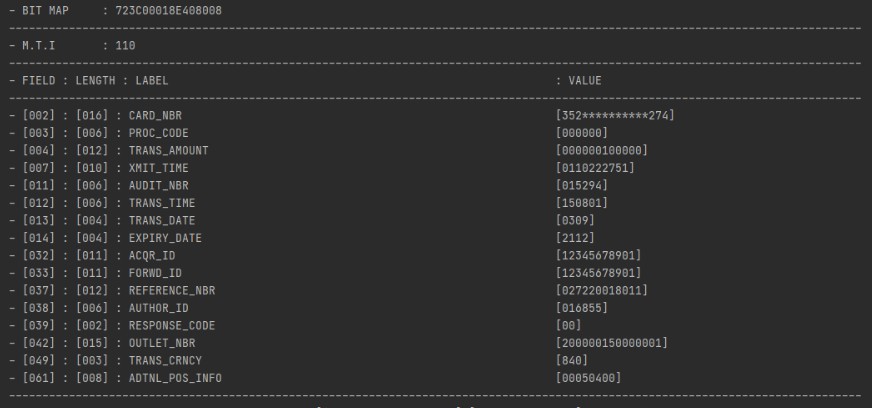 - BIT MAP : 723C00018E408008
- M.T.I : 110
- FIELD : LENGTH : LABEL : VALUE
- [002] : [016] : CARD_NBR [352**********274]
- [003] : [006] : PROC_CODE [000000]
- [004] : [012] : TRANS_AMOUNT [000000100000]
- [007] : [010] : XMIT_TIME [0110222751]
- [011] : [006] : AUDIT_NBR [015294]
- [012] : [006] : TRANS_TIME [150801]
- [013] : [004] : TRANS_DATE [0309]
- [014] : [004] : EXPIRY_DATE [2112]
- [032] : [011] : ACQR_ID [12345678901]
- [033] : [011] : FORWD_ID [12345678901]
- [037] : [012] : REFERENCE_NBR [027220018011]
- [038] : [006] : AUTHOR_ID [016855]
- [039] : [002] : RESPONSE_CODE [00]
- [042] : [015] : OUTLET_NBR [200000150000001]
- [049] : [003] : TRANS_CRNCY [840]
- [061] : [008] : ADTNL_POS_INFO [00050400]